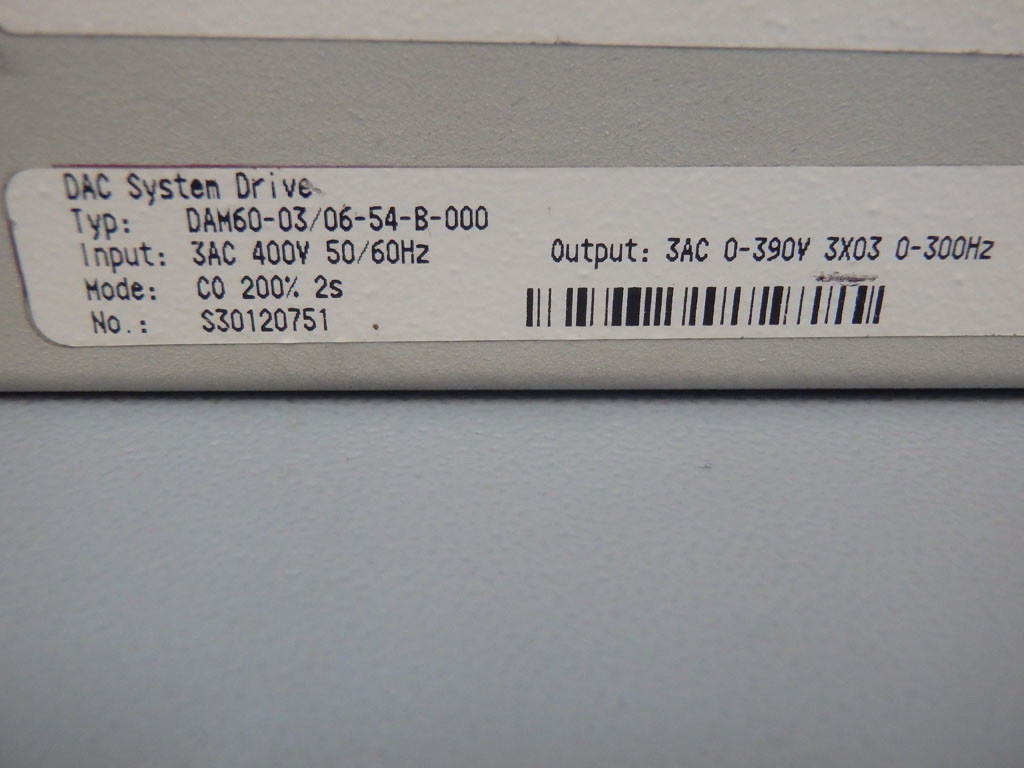 DAC System Drive
Typ: DAM60-03/06-54-B-000
Input: 3AC 400V 50/60Hz Output: 3AC 0-390V 3X03 0-300Hz
Mode: CO 200% 2s
No.: S30120751